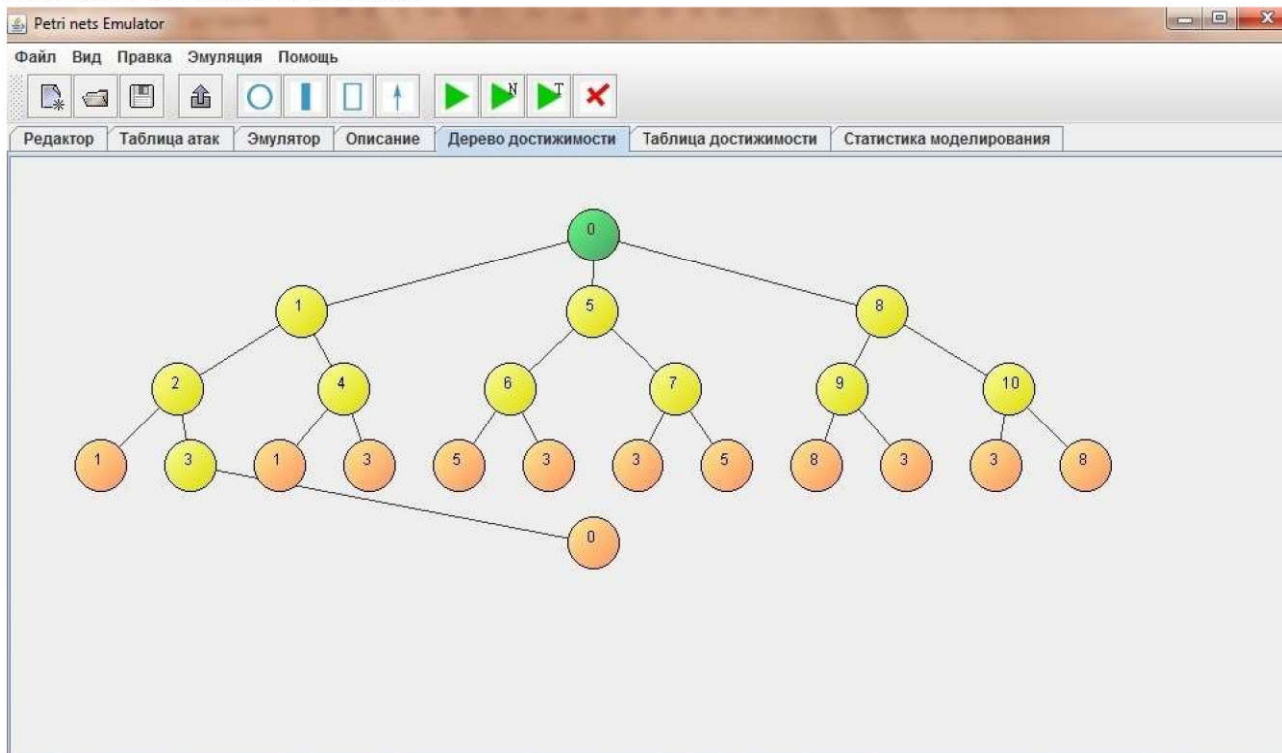 Petri nets Emulator
Файл Вид Правка Эмуляция Помощь
N T
Редактор Таблица атак Эмулятор Описание Дерево достижимости Таблица достижимости Статистика моделирования
0
1 5 8
2 4 6 7 9 10
1 3 1 3 5 3 3 5 8 3 3 8
0